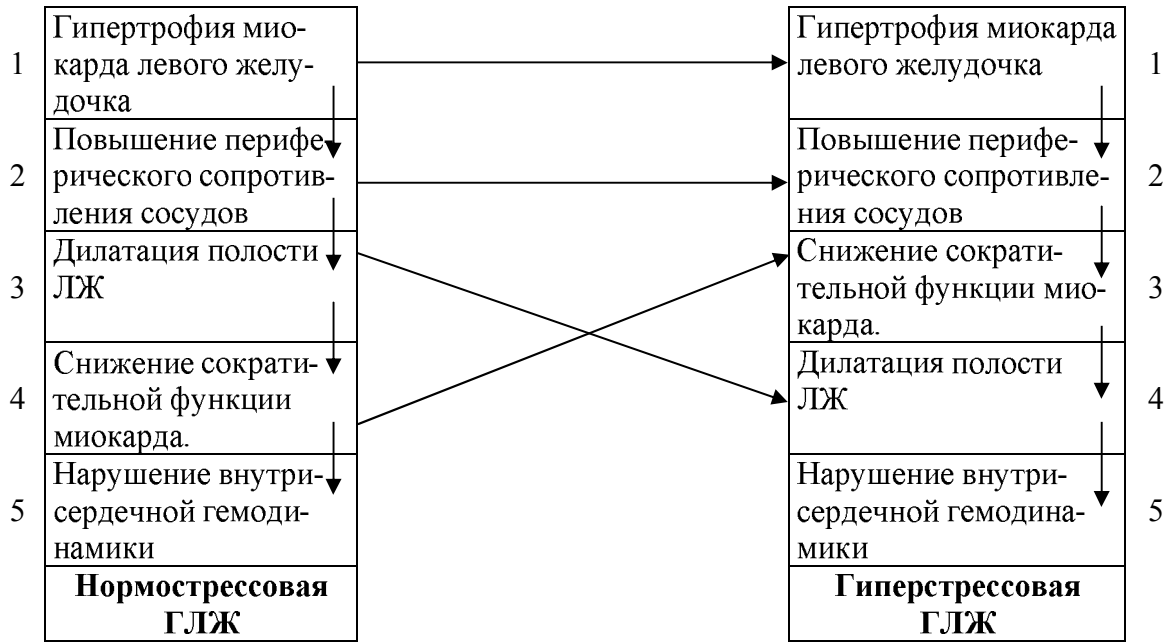 1
Гипертрофия мио-
карда левого желу-
дочка
2
Повышение перифе
рического сопротив-
ления сосудов
3
Дилатация полости
ЛЖ
4
Снижение сократи-
тельной функции
миокарда.
5
Нарушение внутри-
сердечной гемоди-
намики
Нормострессовая
ГЛЖ
Гипертрофия миокарда
левого желудочка
1
Повышение перифе-
рического сопротивле-
ния сосудов
2
Снижение сократи-
тельной функции мио-
карда.
3
Дилатация полости
ЛЖ
4
Нарушение внутри-
сердечной гемодина-
мики
5
Гиперстрессовая
ГЛЖ